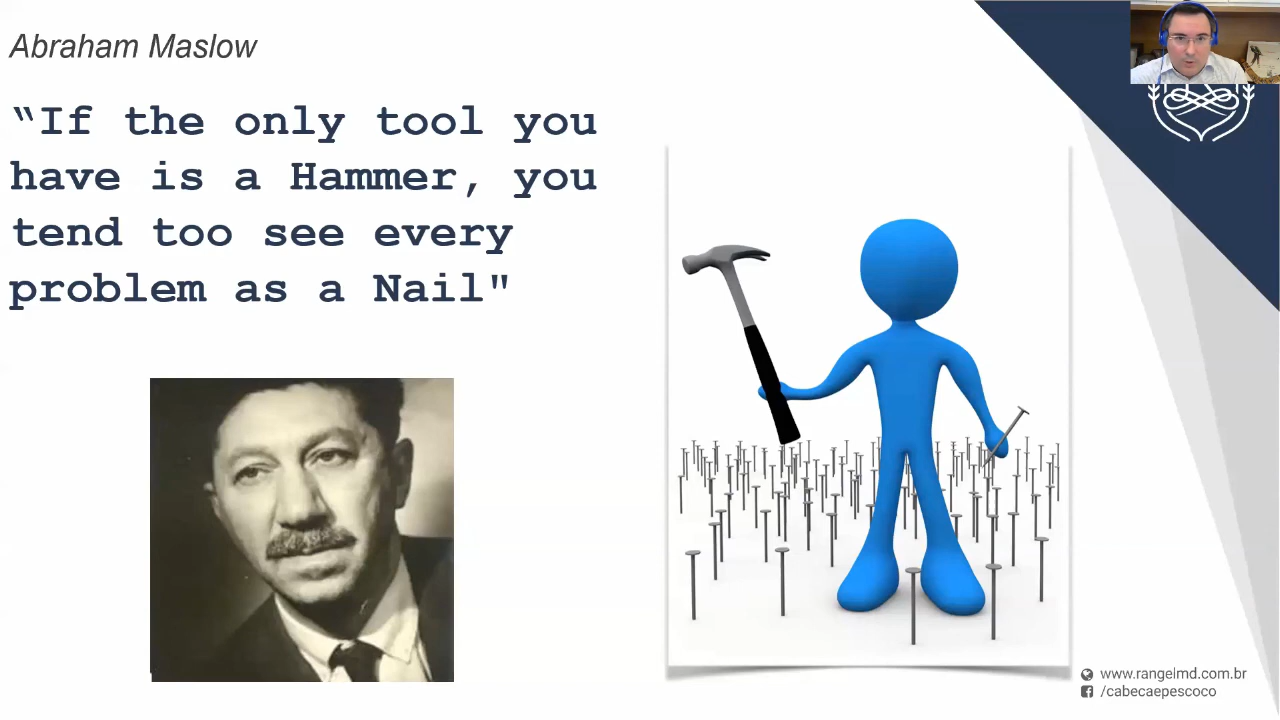 Abraham Maslow
“If the only tool you
have is a Hammer, you
tend too see every
problem as a Nail"
www.rangelmd.com.br
/cabecaepescoco